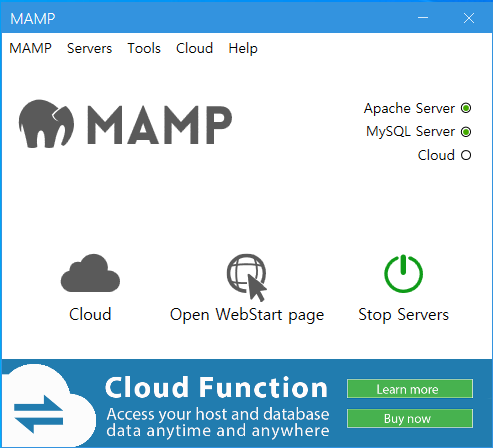 MAMP
MAMP Servers Tools Cloud Help
MAMP
Apache Server
MySQL Server
Cloud
Cloud
Open WebStart page
Stop Servers
Cloud Function
Access your host and database
data anytime and anywhere
Learn more
Buy now